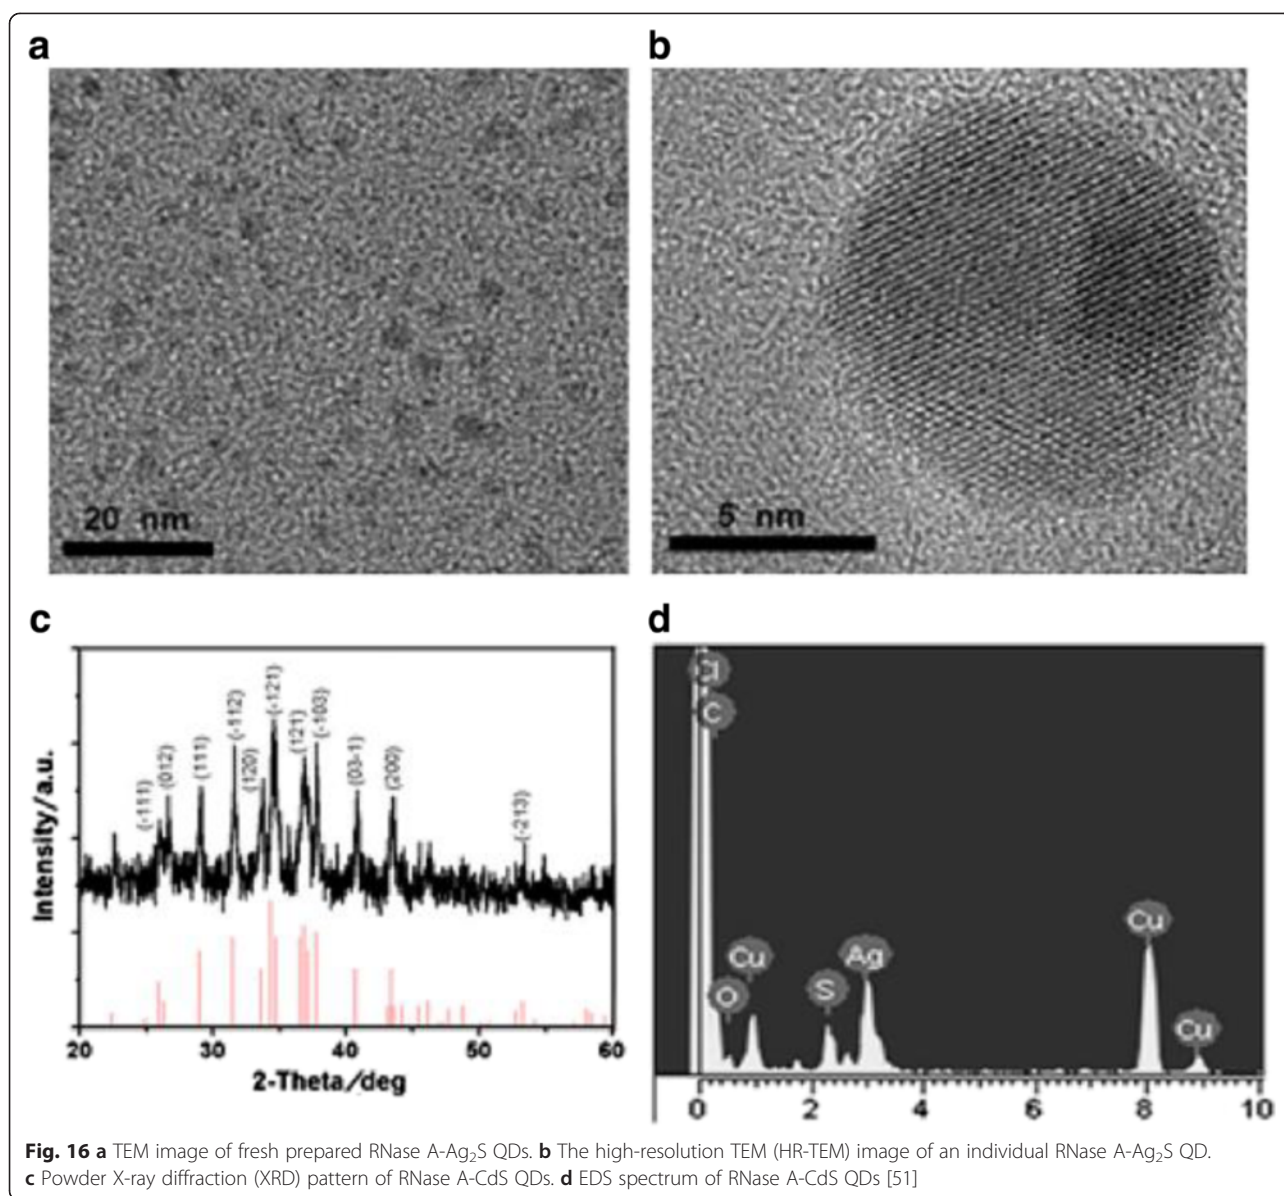 a
b
20 nm
5 nm
c
d
(-111)
(012)
(111)
(-112)
(120)
(-121)
(121)
(-103)
(03-1)
(200)
(-213)
Intensity/a.u.
20 30 40 50 60
2-Theta/deg
Cl
C
O
Cu
S
Ag
Cu
Cu
0 2 4 6 8 10
Fig. 16 a TEM image of fresh prepared RNase A-Ag₂S QDs. b The high-resolution TEM (HR-TEM) image of an individual RNase A-Ag₂S QD.
c Powder X-ray diffraction (XRD) pattern of RNase A-CdS QDs. d EDS spectrum of RNase A-CdS QDs [51]